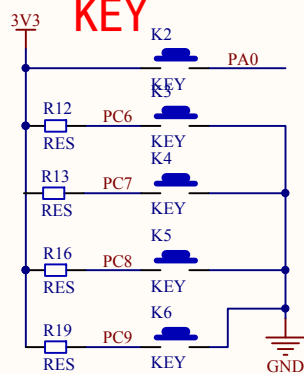 KEY
3V3
K2
PA0
KEY
K3
R12
PC6
RES
KEY
K4
R13
PC7
RES
KEY
K5
R16
PC8
RES
KEY
K6
R19
PC9
RES
KEY
GND